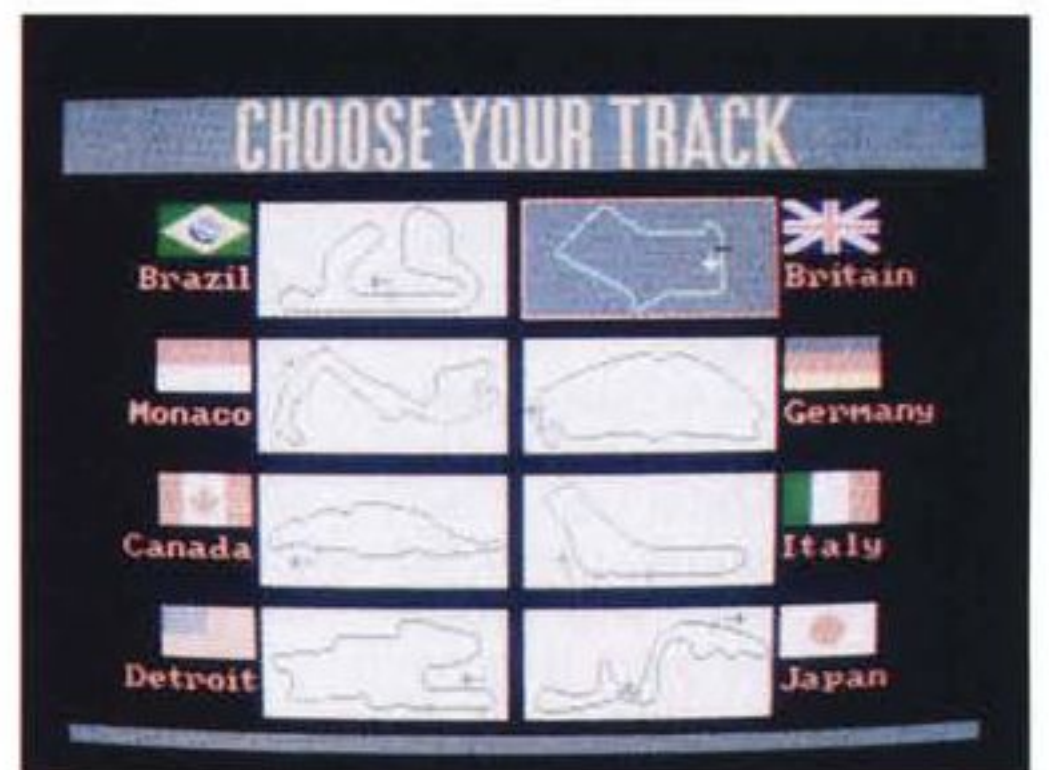 CHOOSE YOUR TRACK
Brazil
Britain
Monaco
Germany
Canada
Italy
Detroit
Japan